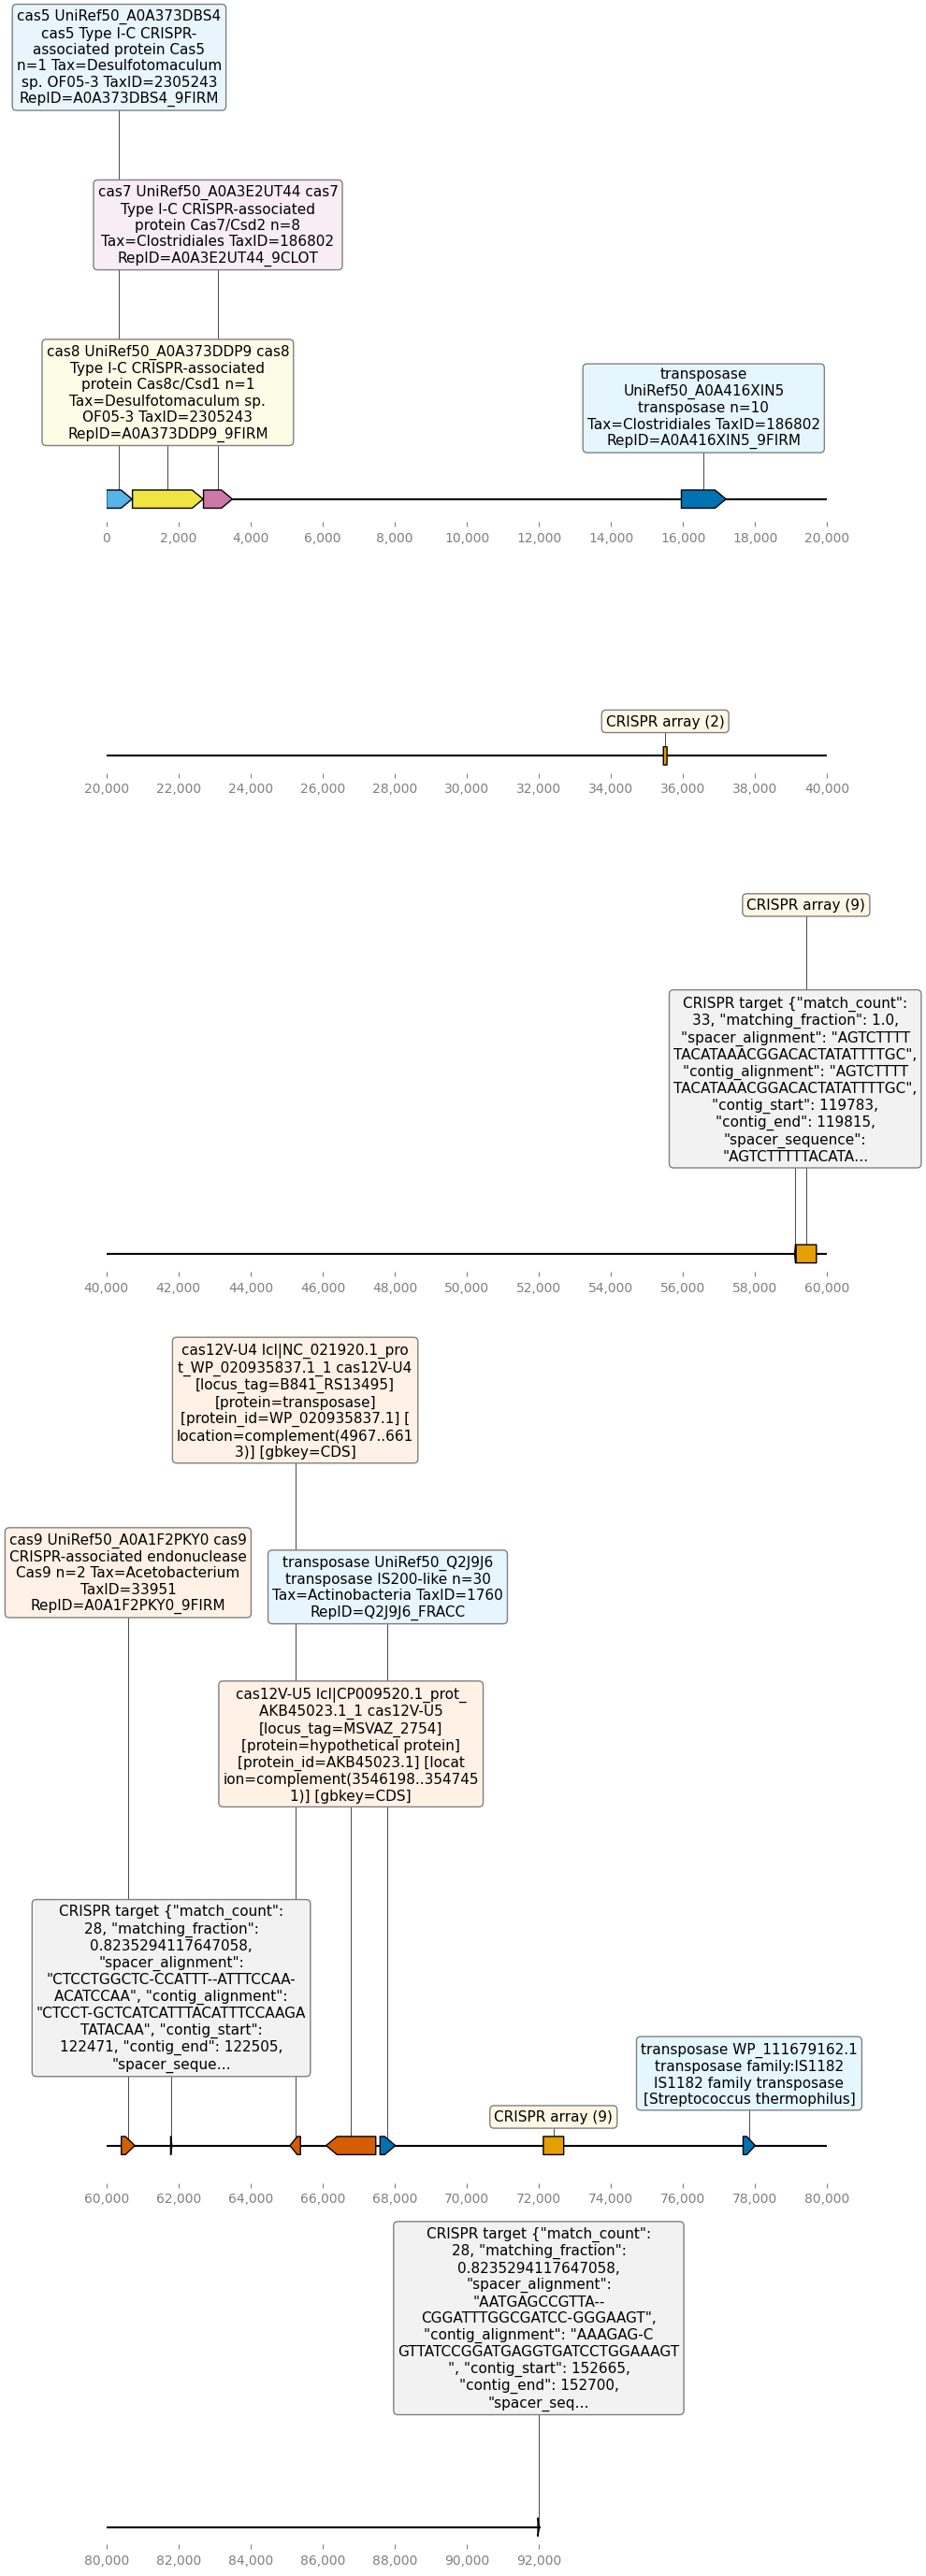 cas5 UniRef50_A0A373DBS4
cas5 Type I-C CRISPR-
associated protein Cas5
n=1 Tax=Desulfotomaculum
sp. OF05-3 TaxID=2305243
RepID=A0A373DBS4_9FIRM
cas7 UniRef50_A0A3E2UT44 cas7
Type I-C CRISPR-associated
protein Cas7/Csd2 n=8
Tax=Clostridiales TaxID=186802
RepID=A0A3E2UT44_9CLOT
cas8 UniRef50_A0A373DDP9 cas8
Type I-C CRISPR-associated
protein Cas8c/Csd1 n=1
Tax=Desulfotomaculum sp.
OF05-3 TaxID=2305243
RepID=A0A373DDP9_9FIRM
transposase
UniRef50_A0A416XIN5
transposase n=10
Tax=Clostridiales TaxID=186802
RepID=A0A416XIN5_9FIRM
0 2,000 4,000 6,000 8,000 10,000 12,000 14,000 16,000 18,000 20,000
CRISPR array (2)
20,000 22,000 24,000 26,000 28,000 30,000 32,000 34,000 36,000 38,000 40,000
CRISPR array (9)
CRISPR target {"match_count":
33, "matching_fraction": 1.0,
"spacer_alignment": "AGTCTTTT
TACATAAACGGACACTATATTTTGC",
"contig_alignment": "AGTCTTTT
TACATAAACGGACACTATATTTTGC",
"contig_start": 119783,
"contig_end": 119815,
"spacer_sequence":
"AGTCTTTTTACATA...
40,000 42,000 44,000 46,000 48,000 50,000 52,000 54,000 56,000 58,000 60,000
cas12V-U4 lcl|NC_021920.1_pro
t_WP_020935837.1_1 cas12V-U4
[locus_tag=B841_RS13495]
[protein=transposase]
[protein_id=WP_020935837.1] [
location=complement(4967..661
3)] [gbkey=CDS]
cas9 UniRef50_A0A1F2PKY0 cas9
CRISPR-associated endonuclease
Cas9 n=2 Tax=Acetobacterium
TaxID=33951
RepID=A0A1F2PKY0_9FIRM
transposase UniRef50_Q2J9J6
transposase IS200-like n=30
Tax=Actinobacteria TaxID=1760
RepID=Q2J9J6_FRACC
cas12V-U5 lcl|CP009520.1_prot_
AKB45023.1_1 cas12V-U5
[locus_tag=MSVAZ_2754]
[protein=hypothetical protein]
[protein_id=AKB45023.1] [locat
ion=complement(3546198..354745
1)] [gbkey=CDS]
CRISPR target {"match_count":
28, "matching_fraction":
0.8235294117647058,
"spacer_alignment":
"CTCCTGGCTC-CCATTT--ATTTCCAA-
ACATCCAA", "contig_alignment":
"CTCCT-GCTCATCATTTACATTTCCAAGA
TATACAA", "contig_start":
122471, "contig_end": 122505,
"spacer_seque...
transposase WP_111679162.1
transposase family:IS1182
IS1182 family transposase
[Streptococcus thermophilus]
CRISPR array (9)
60,000 62,000 64,000 66,000 68,000 70,000 72,000 74,000 76,000 78,000 80,000
CRISPR target {"match_count":
28, "matching_fraction":
0.8235294117647058,
"spacer_alignment":
"AATGAGCCGTTA--
CGGATTTGGCGATCC-GGGAAGT",
"contig_alignment": "AAAGAG-C
GTTATCCGGATGAGGTGATCCTGGAAAGT
", "contig_start": 152665,
"contig_end": 152700,
"spacer_seq...
80,000 82,000 84,000 86,000 88,000 90,000 92,000